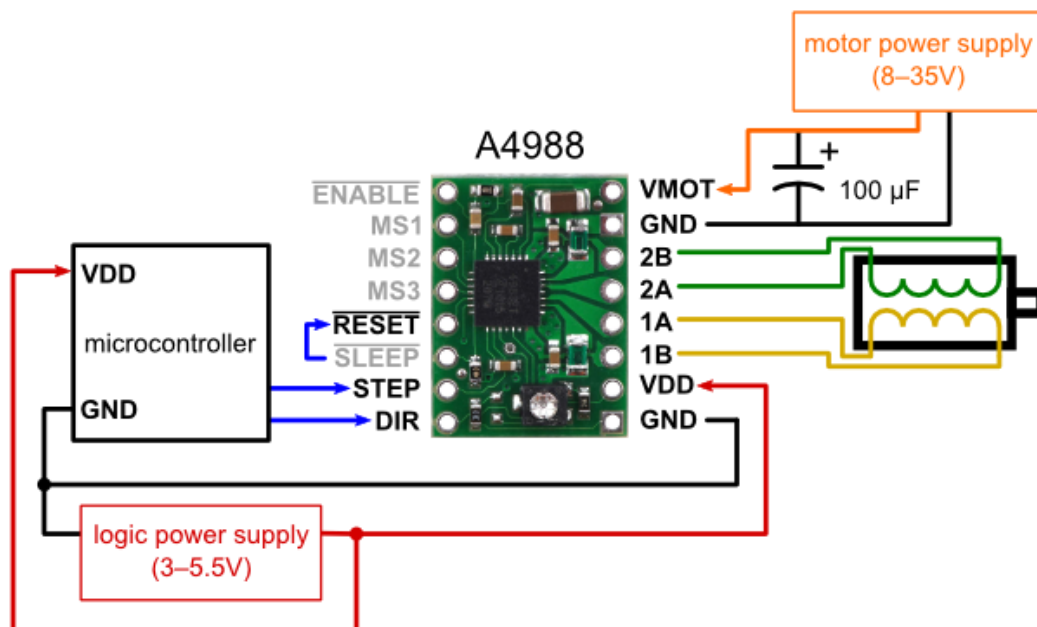 motor power supply
(8–35V)
A4988
+
100 µF
ENABLE
MS1
MS2
MS3
RESET
SLEEP
STEP
DIR
VMOT
GND
2B
2A
1A
1B
VDD
GND
VDD
microcontroller
GND
logic power supply
(3–5.5V)